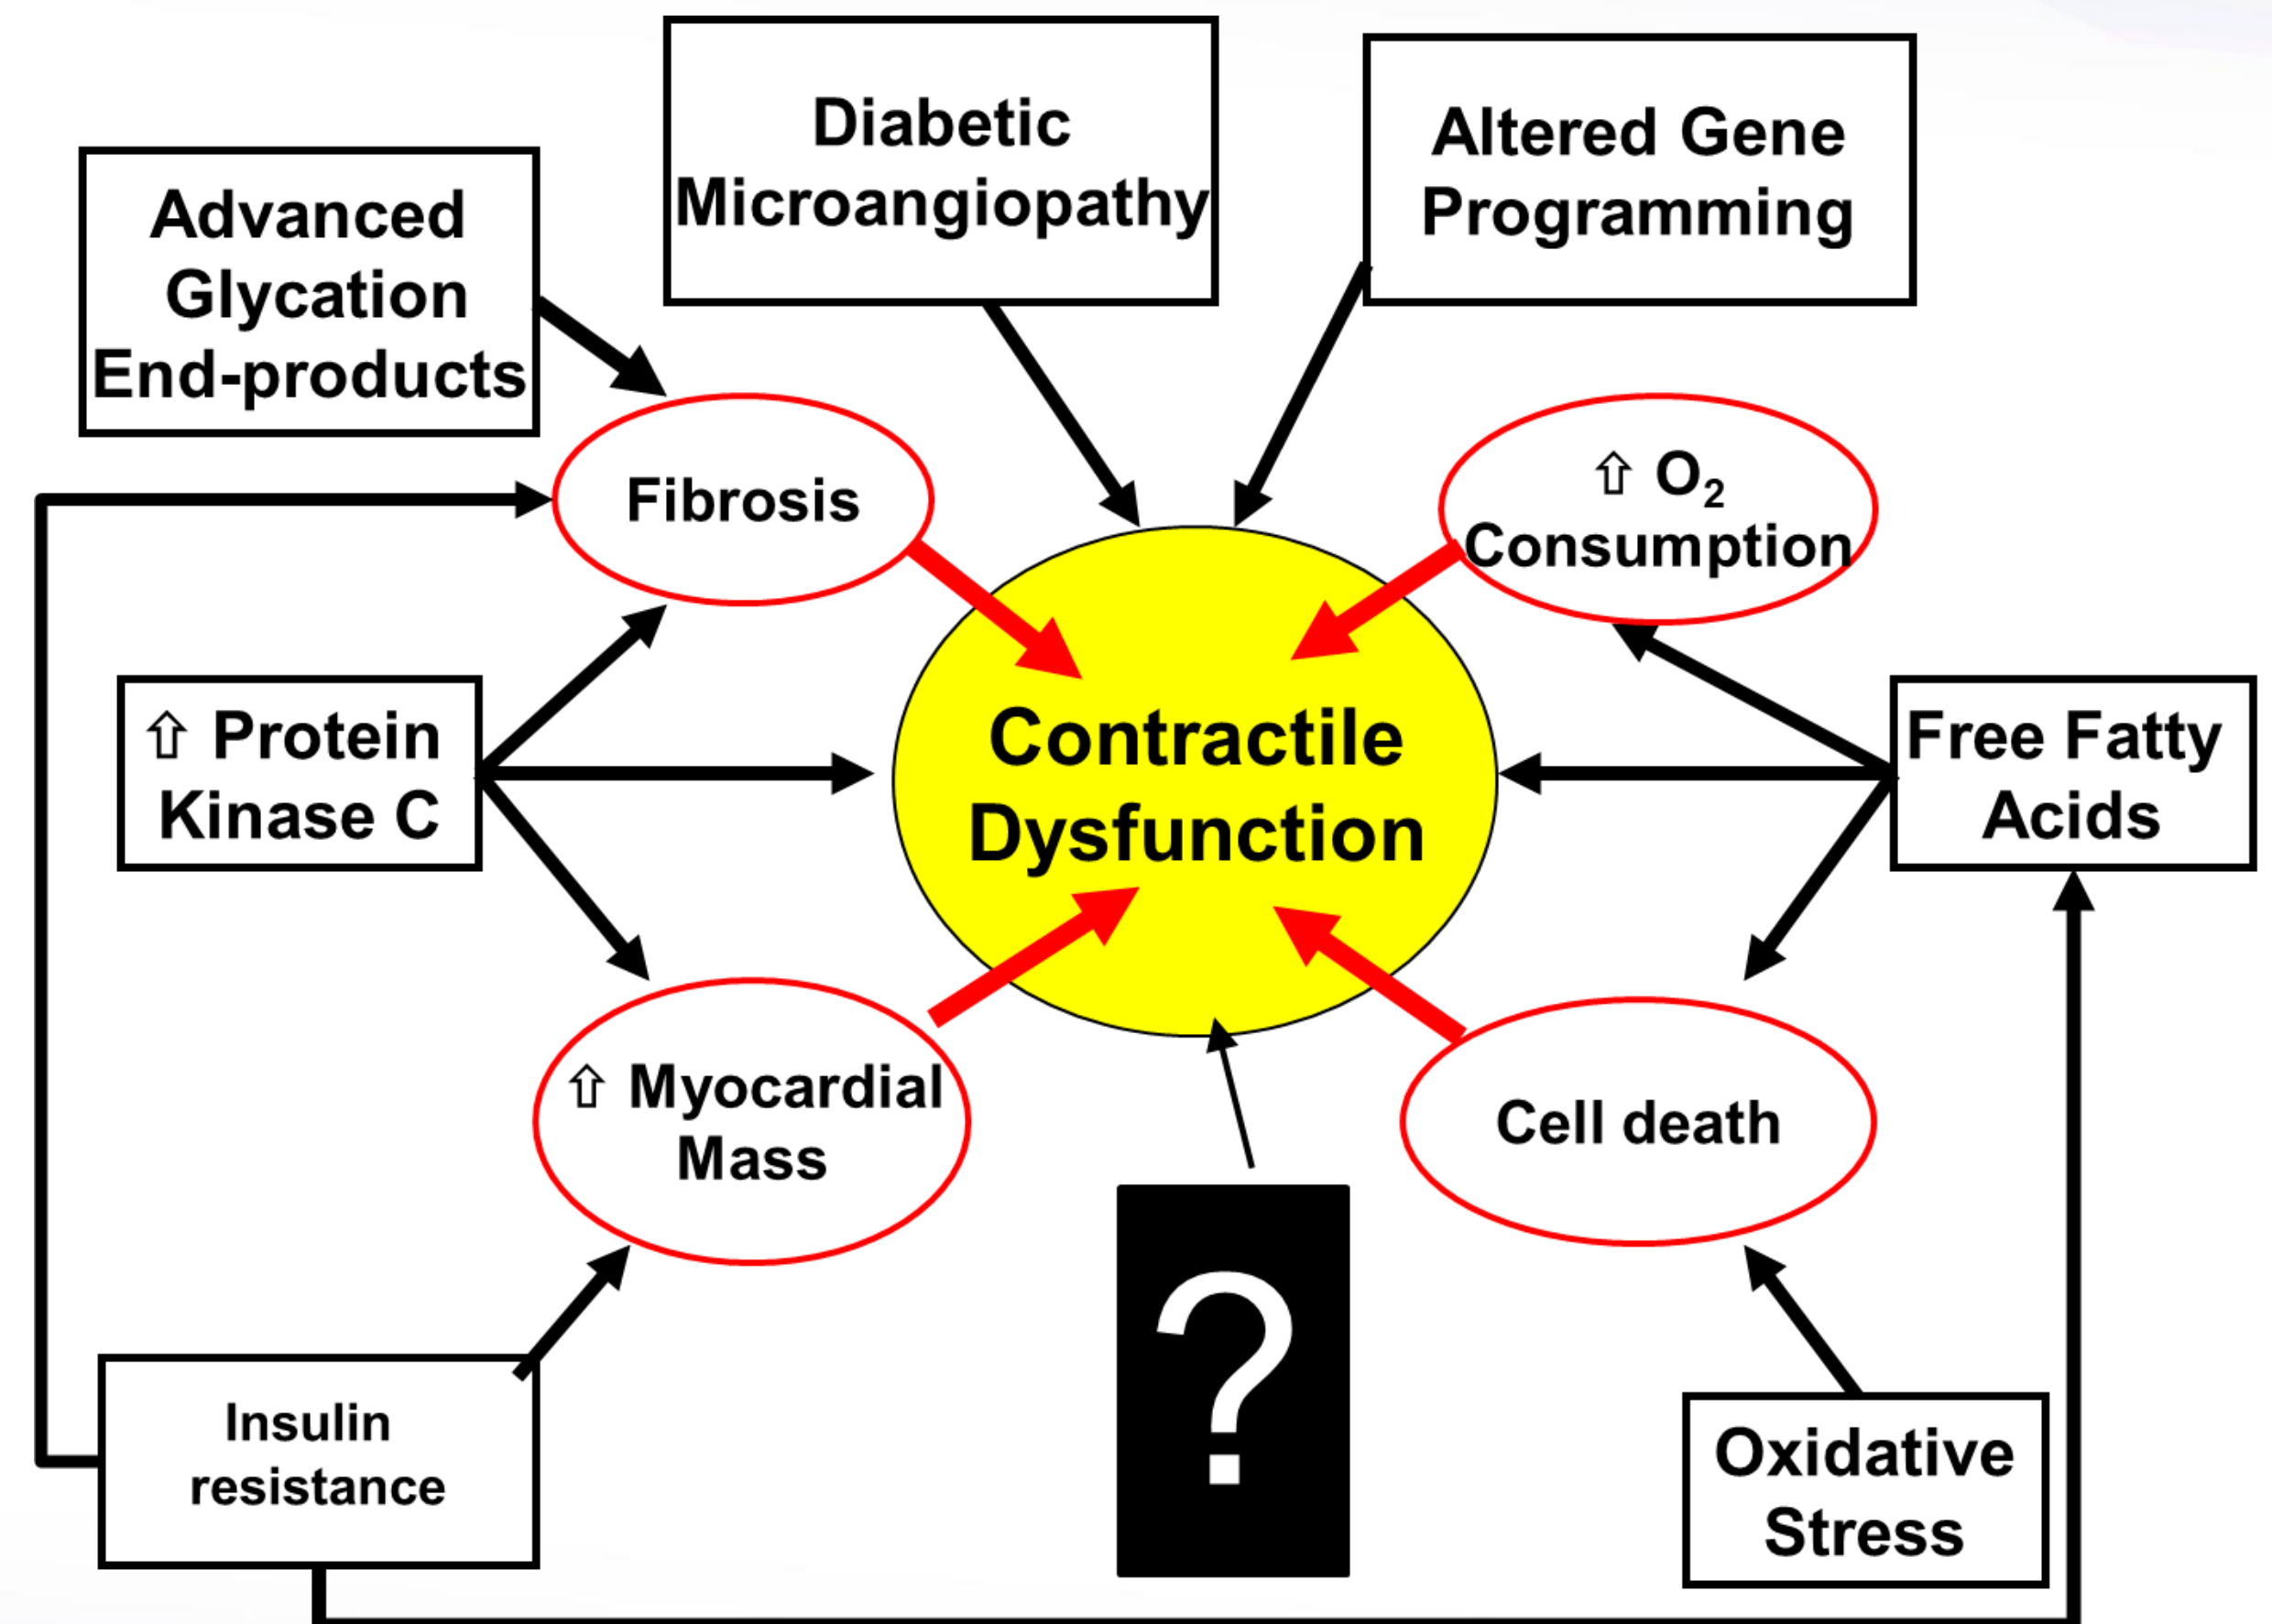 Diabetic
Microangiopathy
Altered Gene
Programming
Advanced
Glycation
End-products
Fibrosis
⇧ O₂
Consumption
⇧ Protein
Kinase C
Contractile
Dysfunction
Free Fatty
Acids
⇧ Myocardial
Mass
Cell death
?
Insulin
resistance
Oxidative
Stress